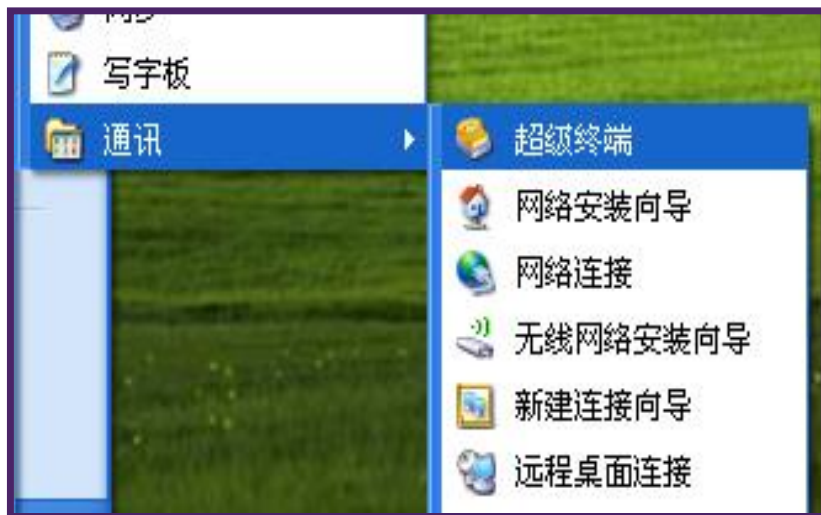 同步
写字板
通讯
超级终端
网络安装向导
网络连接
无线网络安装向导
新建连接向导
远程桌面连接